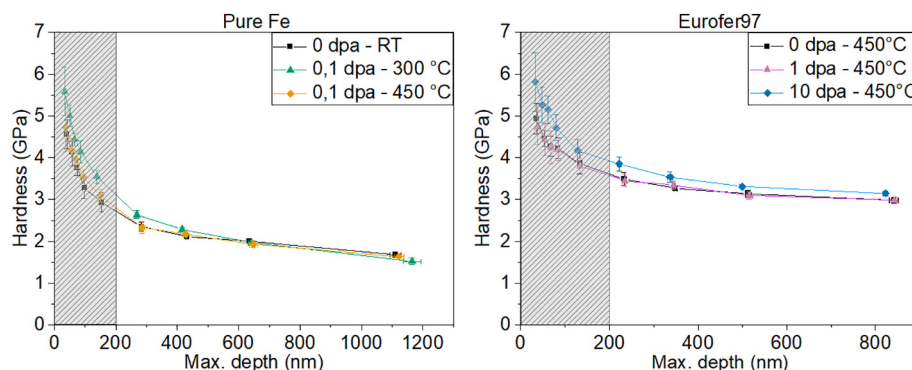 Pure Fe
Hardness (GPa)
7
6
5
4
3
2
1
0
0 dpa - RT
0,1 dpa - 300 °C
0,1 dpa - 450 °C
0 200 400 600 800 1000 1200
Max. depth (nm)
Eurofer97
Hardness (GPa)
7
6
5
4
3
2
1
0
0 dpa - 450°C
1 dpa - 450°C
10 dpa - 450°C
0 200 400 600 800
Max. depth (nm)